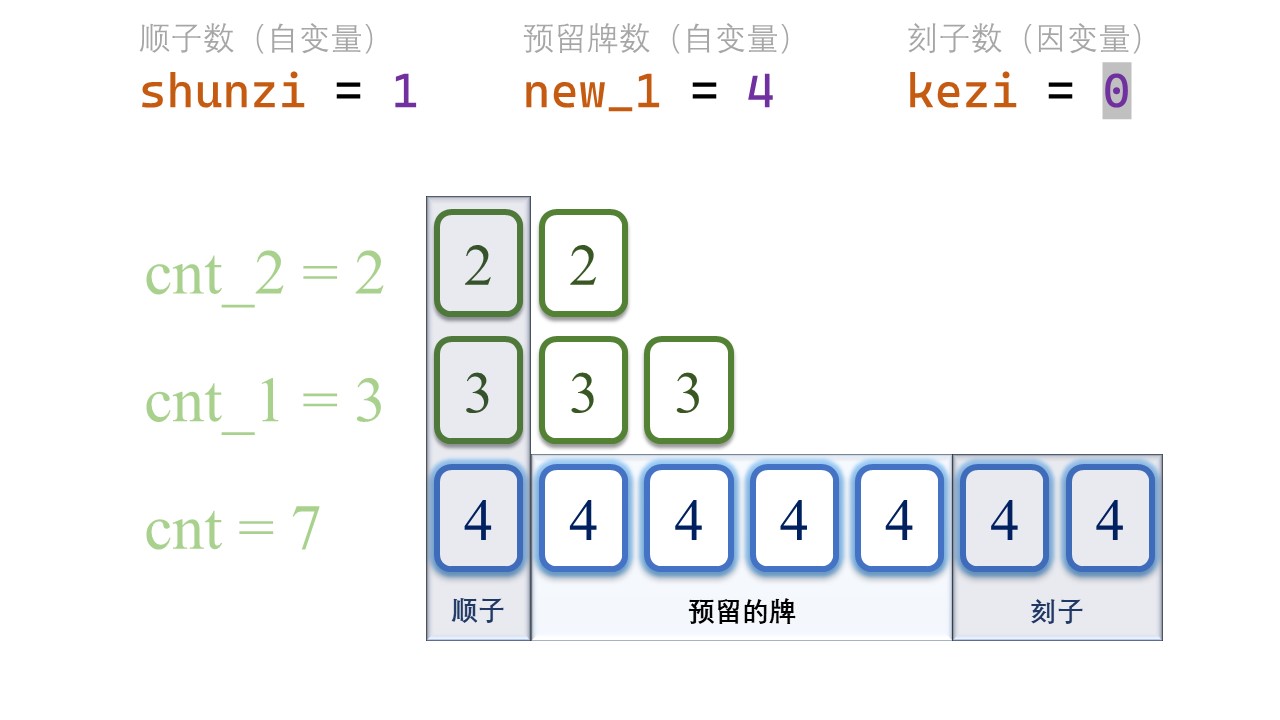 顺子数（自变量） 预留牌数（自变量） 刻子数（因变量）
shunzi = 1 new_1 = 4 kezi = 0
cnt_2 = 2 2 2
cnt_1 = 3 3 3 3
cnt = 7 4 4 4 4 4 4 4
顺子 预留的牌 刻子